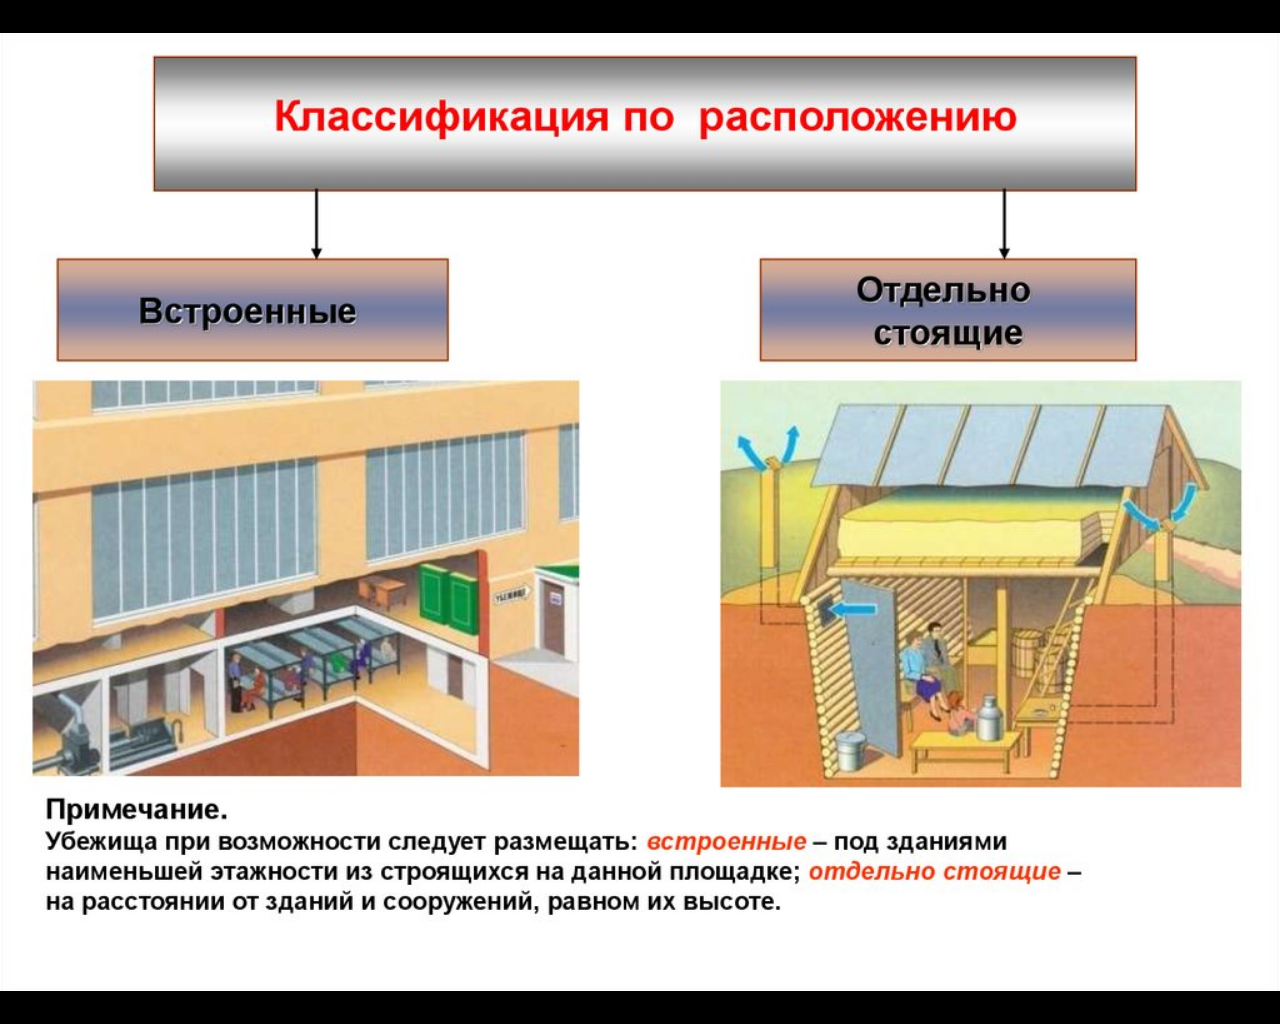 Классификация по  расположению
Встроенные
Отдельно
стоящие
УБЕЖИЩЕ
Примечание.
Убежища при возможности следует размещать: встроенные – под зданиями
наименьшей этажности из строящихся на данной площадке; отдельно стоящие –
на расстоянии от зданий и сооружений, равном их высоте.